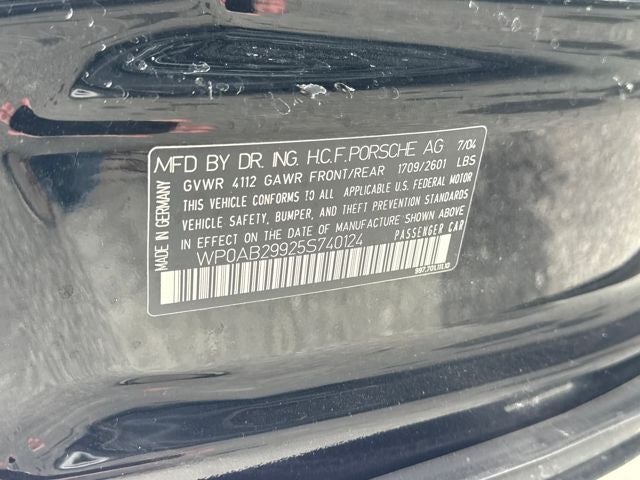 MFD BY DR. ING. H.C.F. PORSCHE AG 7/04
GVWR 4112 GAWR FRONT/REAR 1709/2601 LBS
THIS VEHICLE CONFORMS TO ALL APPLICABLE U.S. FEDERAL MOTOR
VEHICLE SAFETY, BUMPER, AND THEFT PREVENTION STANDARDS
IN EFFECT ON THE DATE OF MANUFACTURE SHOWN ABOVE.
WP0AB29925S740124 PASSENGER CAR
MADE IN GERMANY